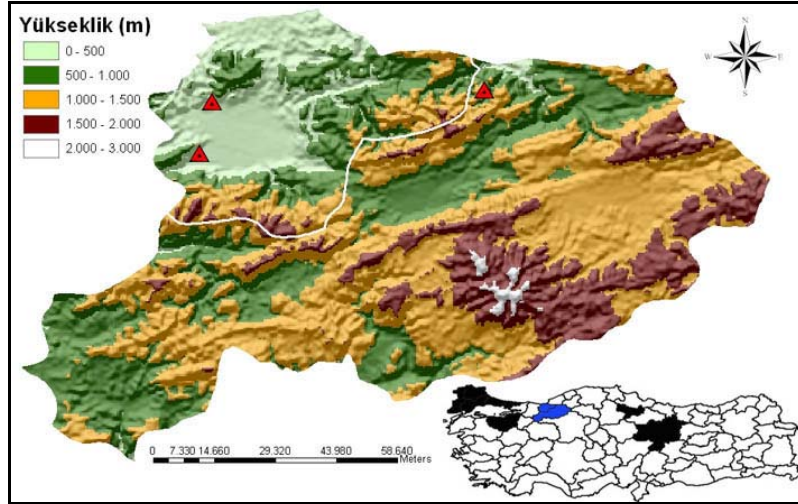 Yükseklik (m)
0 - 500
500 - 1.000
1.000 - 1.500
1.500 - 2.000
2.000 - 3.000
N
W E
S
0 7.330 14.660 29.320 43.980 58.640
Meters